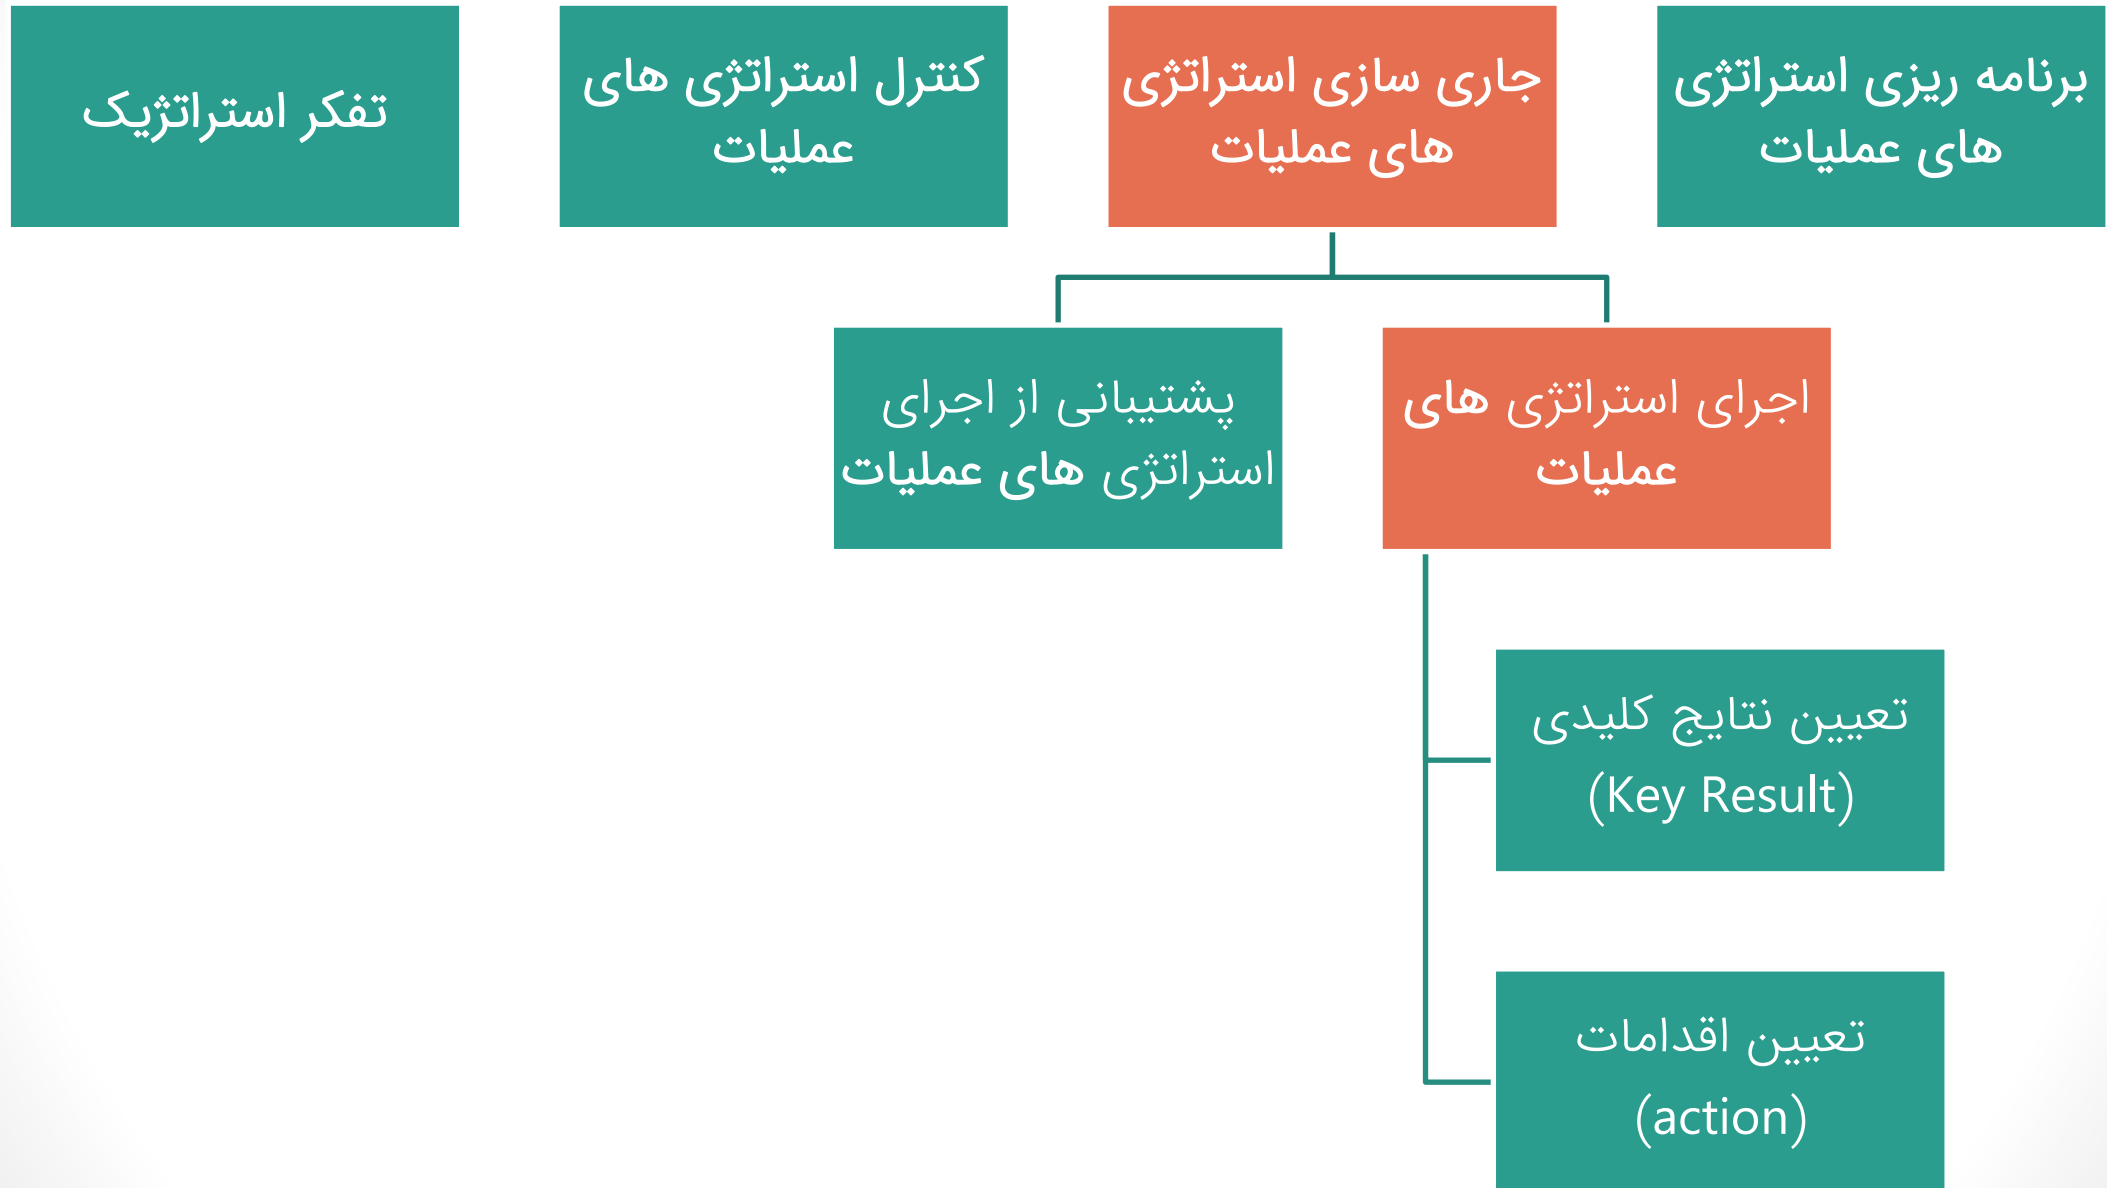 برنامه ریزی استراتژی
های عملیات
جاری سازی استراتژی
های عملیات
کنترل استراتژی های
عملیات
تفکر استراتژیک
اجرای استراتژی های
عملیات
پشتیبانی از اجرای
استراتژی های عملیات
تعیین نتایج کلیدی
(Key Result)
تعیین اقدامات
(action)